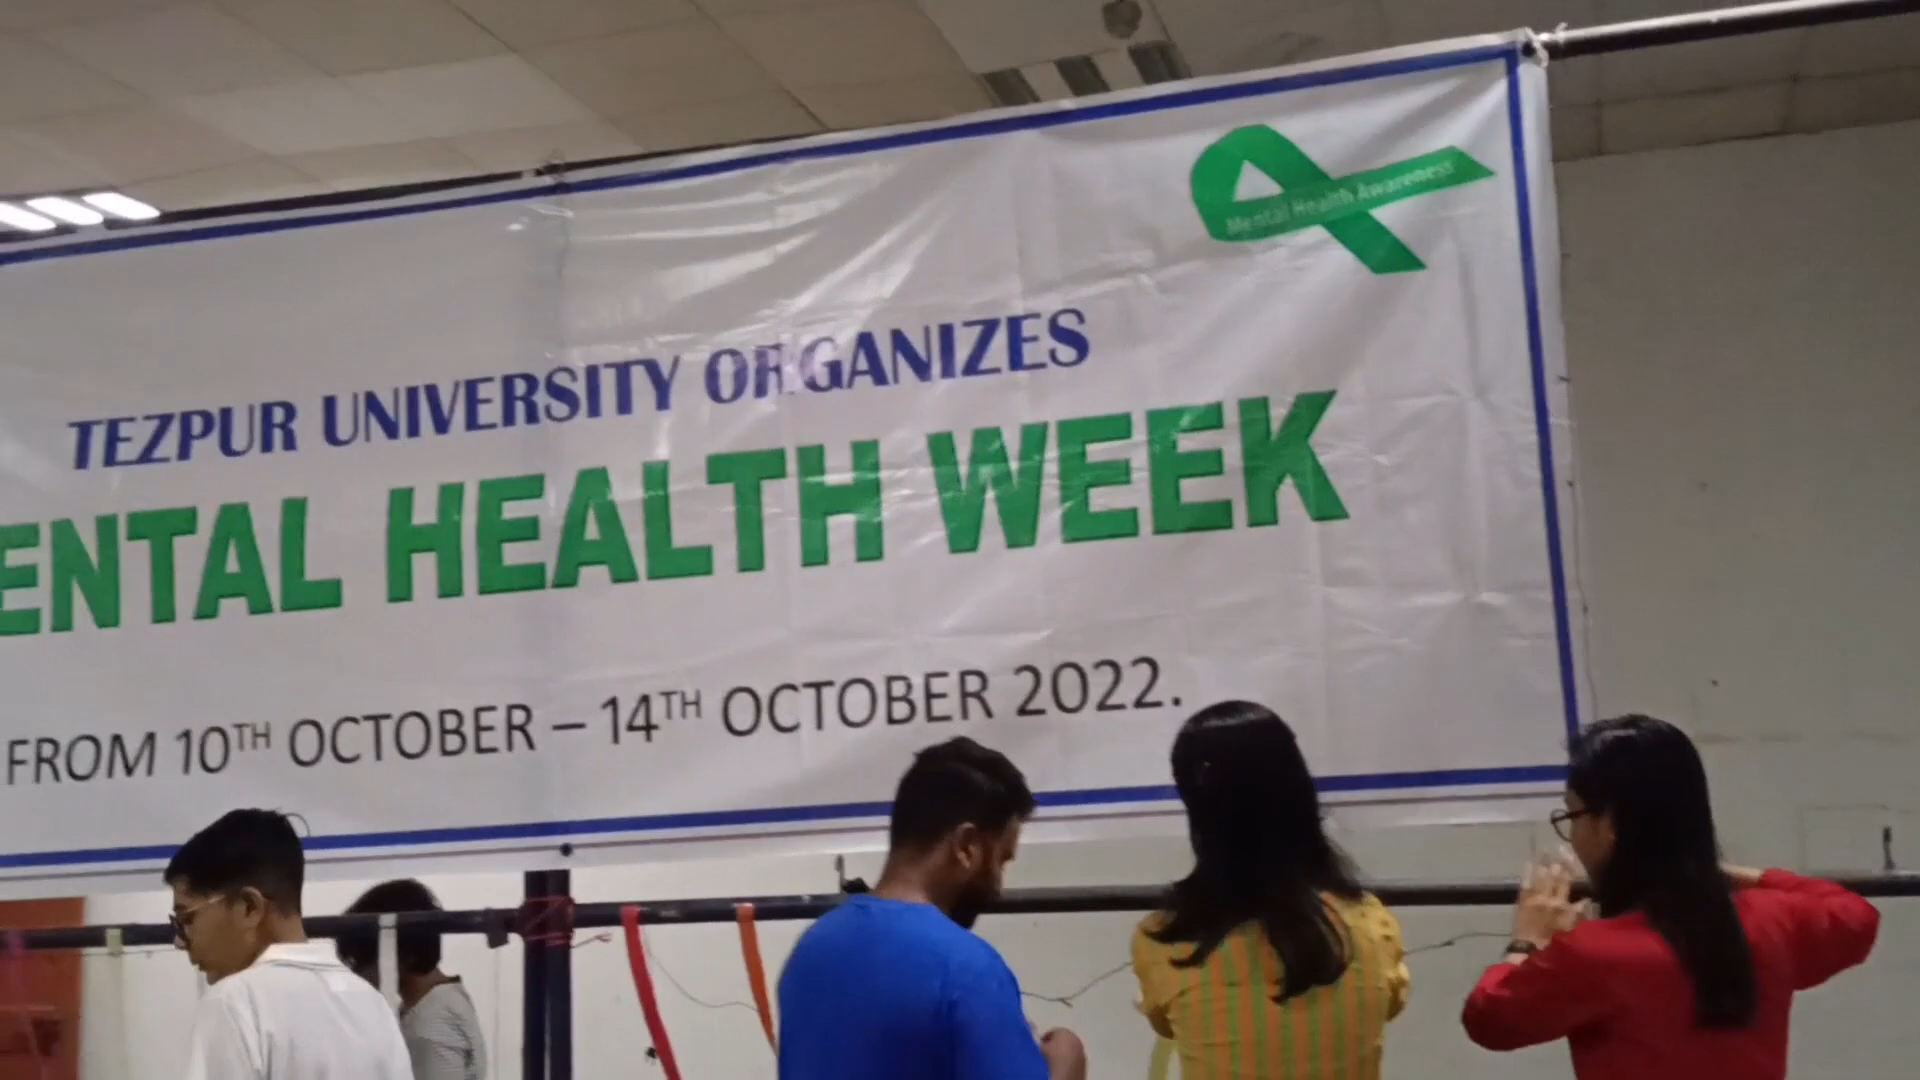 Mental Health Awareness
TEZPUR UNIVERSITY ORGANIZES
ENTAL HEALTH WEEK
FROM 10TH OCTOBER – 14TH OCTOBER 2022.